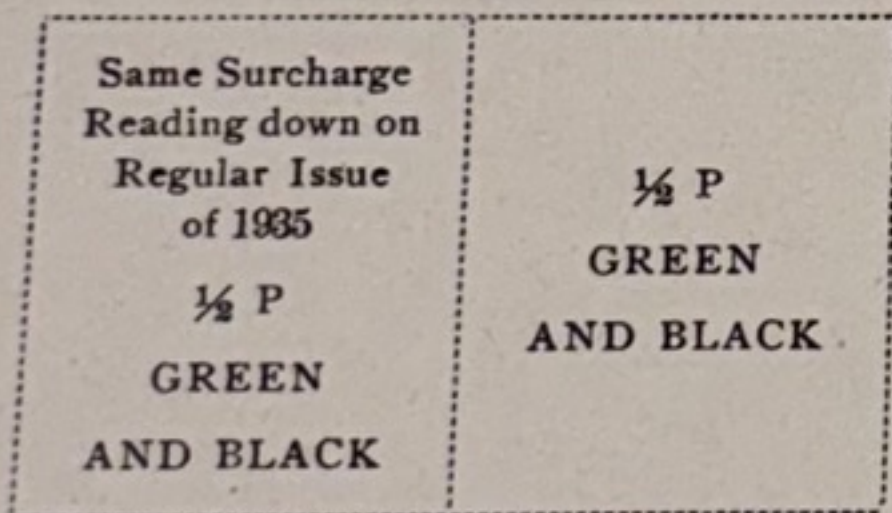 Same Surcharge
Reading down on
Regular Issue
of 1935
½ P
GREEN
AND BLACK
½ P
GREEN
AND BLACK